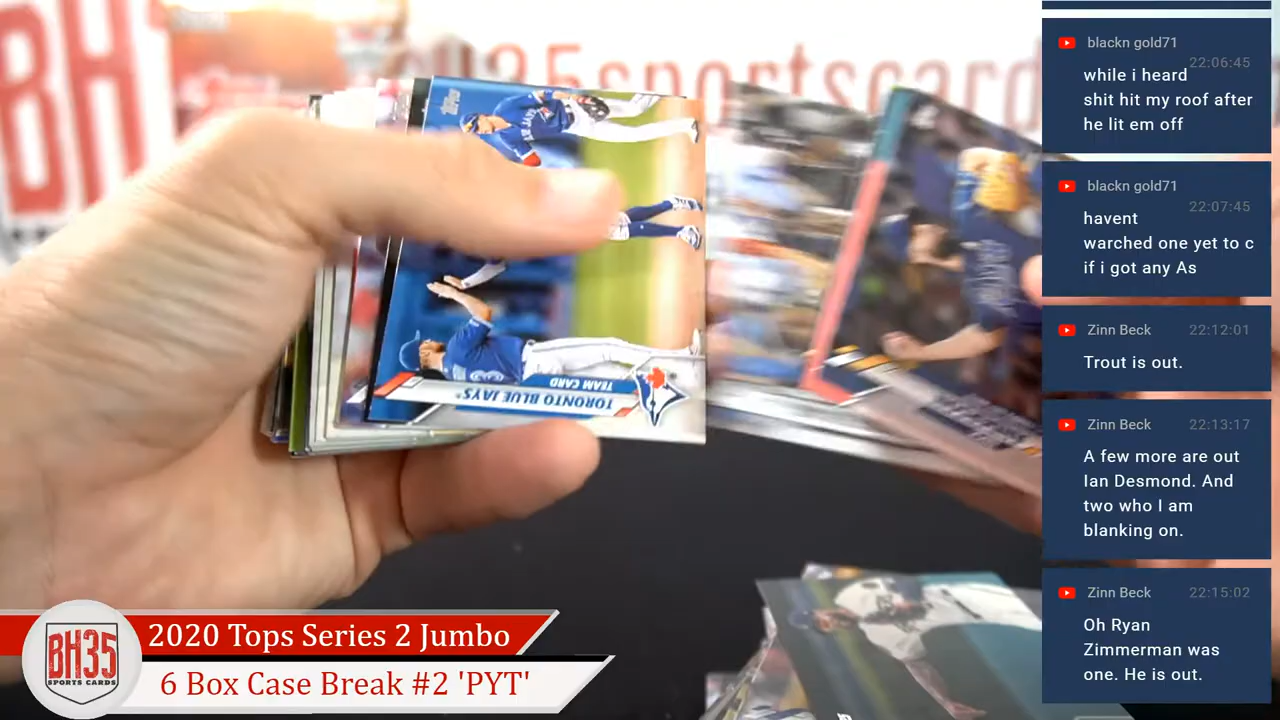 BH35sportscard
BH
35
Topps
TORONTO BLUE JAYS
TEAM CARD
blackn gold71
22:06:45
while i heard
shit hit my roof after
he lit em off
blackn gold71
22:07:45
havent
warched one yet to c
if i got any As
Zinn Beck 22:12:01
Trout is out.
Zinn Beck 22:13:17
A few more are out
Ian Desmond. And
two who I am
blanking on.
Zinn Beck 22:15:02
Oh Ryan
Zimmerman was
one. He is out.
BH35
SPORTS CARDS
2020 Tops Series 2 Jumbo
6 Box Case Break #2 'PYT'